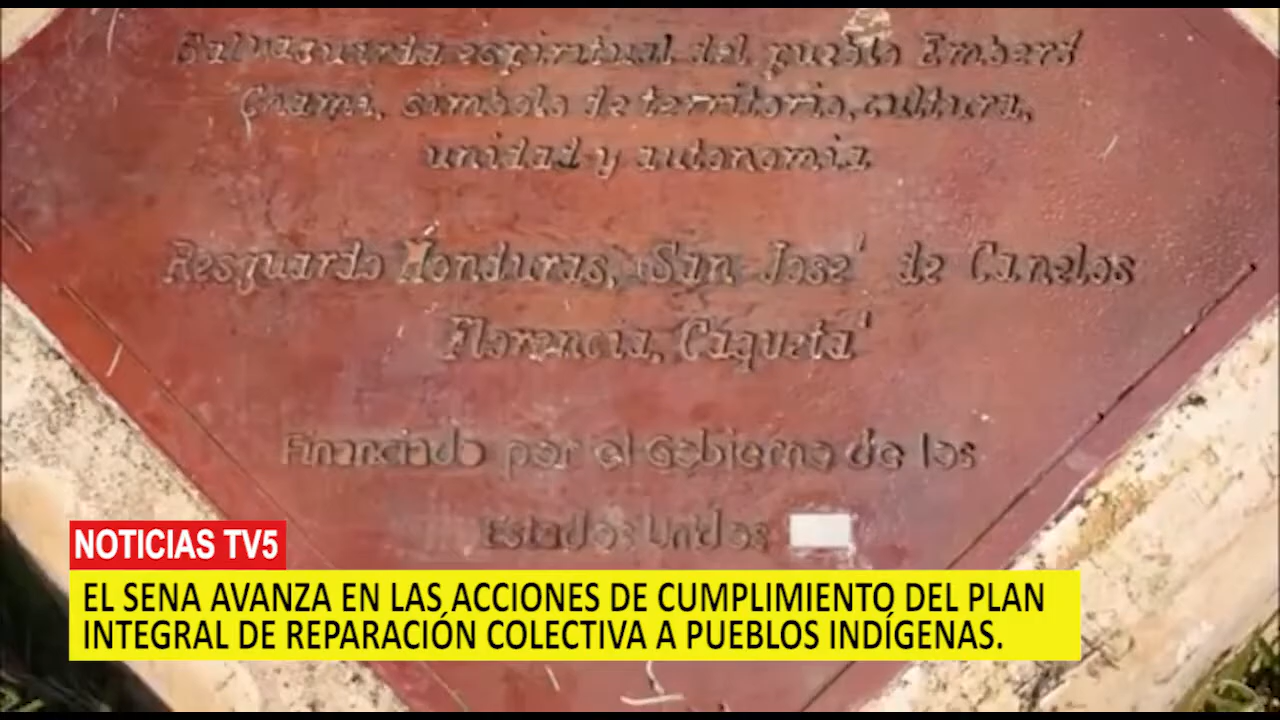 Salvaguarda espiritual del pueblo Emberá
Chamí, símbolo de territorio, cultura,
unidad y autonomía
Resguardo Honduras, San José de Canelos
Florencia, Cáqueta'
Financiado por el Gobierno de los
Estados Unidos
NOTICIAS TV5
EL SENA AVANZA EN LAS ACCIONES DE CUMPLIMIENTO DEL PLAN
INTEGRAL DE REPARACIÓN COLECTIVA A PUEBLOS INDÍGENAS.